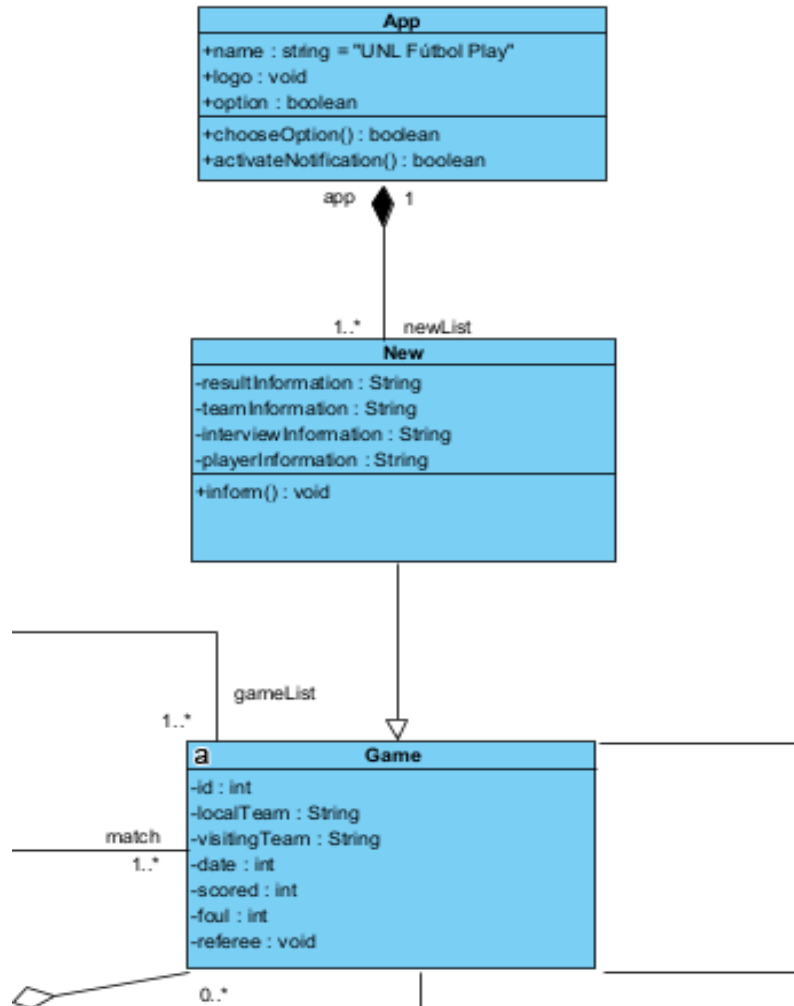 App
+name : string = "UNL Fútbol Play"
+logo : void
+option : boolean
+chooseOption() : boolean
+activateNotification() : boolean
app 1
1..* newList
New
-resultInformation : String
-teamInformation : String
-interviewInformation : String
-playerInformation : String
+inform() : void
gameList
1..*
a Game
-id : int
-localTeam : String
-visitingTeam : String
-date : int
-scored : int
-foul : int
-referee : void
match
1..*
0..*